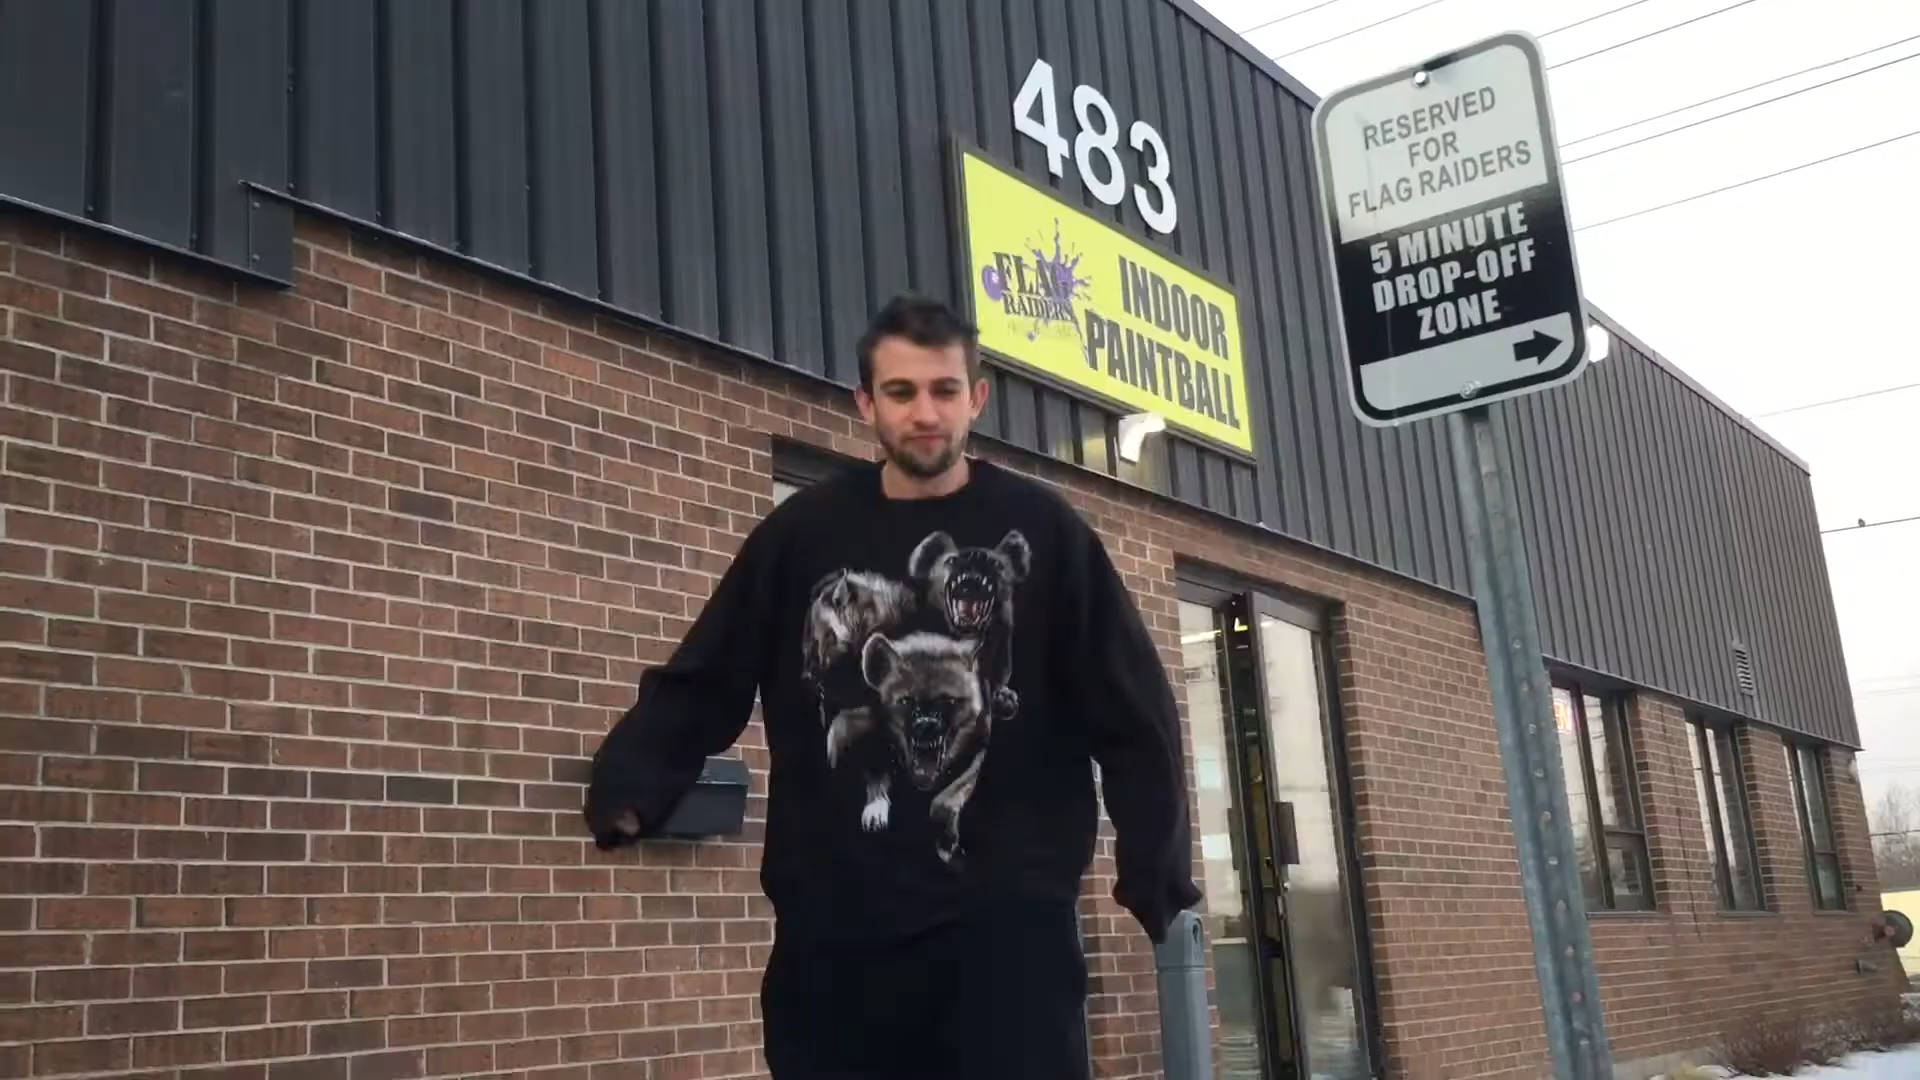 483
FLAG
RAIDERS
INDOOR
PAINTBALL
RESERVED
FOR
FLAG RAIDERS
5 MINUTE
DROP-OFF
ZONE